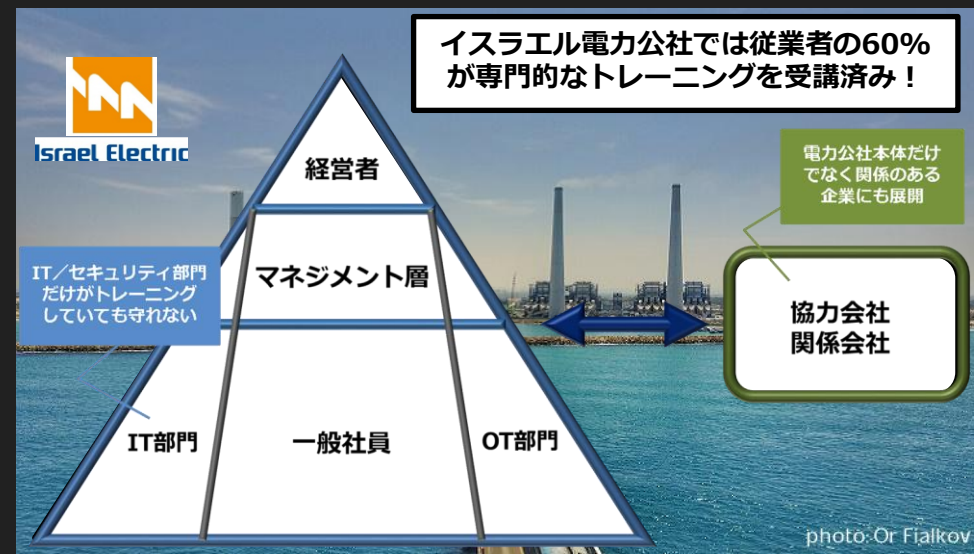 イスラエル電力公社では従業者の60%
が専門的なトレーニングを受講済み！
Israel Electric
経営者
電力公社本体だけ
でなく関係のある
企業にも展開
IT／セキュリティ部門
だけがトレーニング
していても守れない
マネジメント層
協力会社
関係会社
IT部門
一般社員
OT部門
photo: Or Fialkov